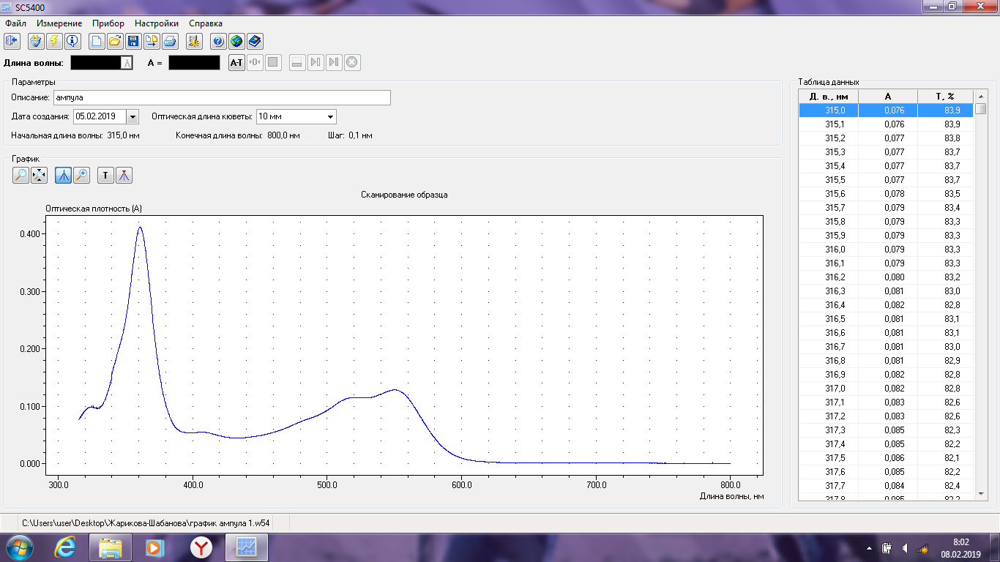 SC5400
Файл Измерение Прибор Настройки Справка
Длина волны: A A = A-T
Параметры
Описание: ампула
Дата создания: 05.02.2019 Оптическая длина кюветы: 10 мм
Начальная длина волны: 315,0 нм Конечная длина волны: 800,0 нм Шаг: 0,1 нм
График
T
Сканирование образца
Оптическая плотность (A)
0.400
0.300
0.200
0.100
0.000
300.0 400.0 500.0 600.0 700.0 800.0
Длина волны, нм
Таблица данных
Д. в., нм A T, %
315,0 0,076 83,9
315,1 0,076 83,9
315,2 0,077 83,8
315,3 0,077 83,7
315,4 0,077 83,7
315,5 0,077 83,7
315,6 0,078 83,5
315,7 0,079 83,4
315,8 0,079 83,3
315,9 0,079 83,3
316,0 0,079 83,3
316,1 0,079 83,3
316,2 0,080 83,2
316,3 0,081 83,0
316,4 0,082 82,8
316,5 0,081 83,1
316,6 0,081 83,1
316,7 0,081 83,0
316,8 0,081 82,9
316,9 0,082 82,8
317,0 0,082 82,8
317,1 0,083 82,6
317,2 0,083 82,6
317,3 0,085 82,3
317,4 0,085 82,2
317,5 0,086 82,1
317,6 0,085 82,2
317,7 0,084 82,4
317,8 0,085 82,2
C:\Users\user\Desktop\Жарикова-Шабанова\график ампула 1.w54
8:02
08.02.2019